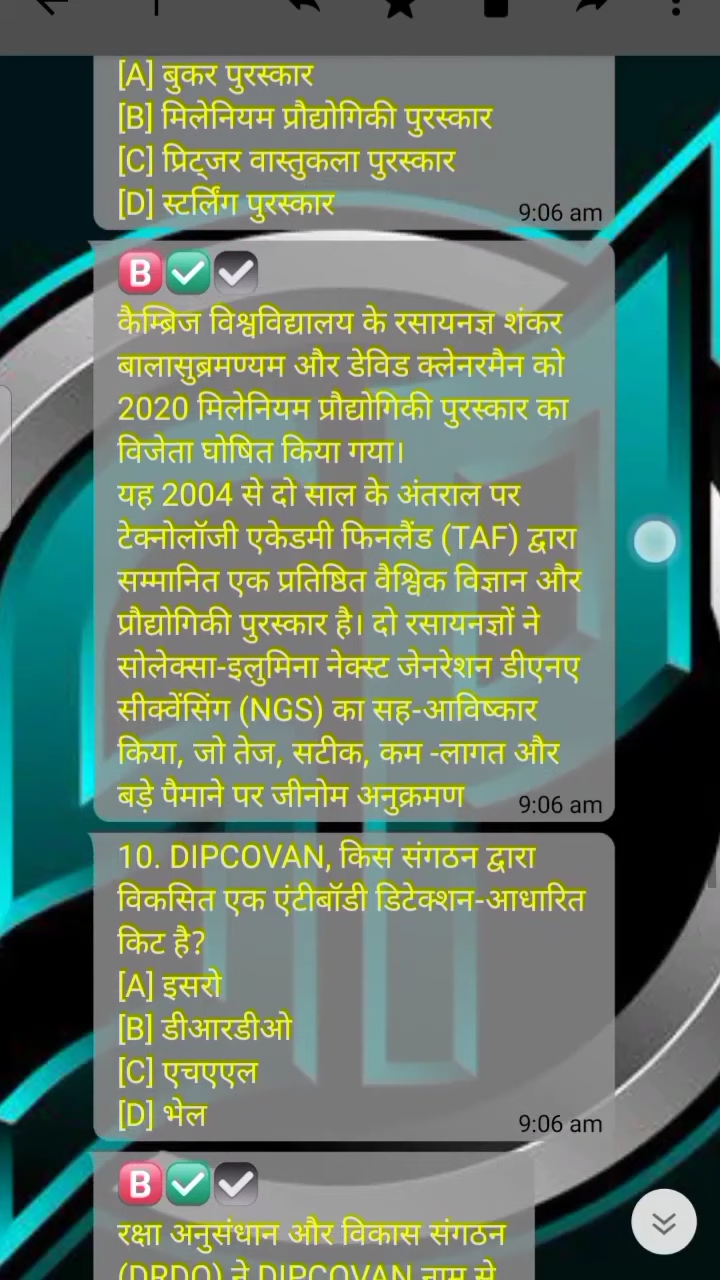 [A] बुकर पुरस्कार
[B] मिलेनियम प्रौद्योगिकी पुरस्कार
[C] प्रिट्जर वास्तुकला पुरस्कार
[D] स्टर्लिंग पुरस्कार
9:06 am
B
कैम्ब्रिज विश्वविद्यालय के रसायनज्ञ शंकर
बालासुब्रमण्यम और डेविड क्लेनरमैन को
2020 मिलेनियम प्रौद्योगिकी पुरस्कार का
विजेता घोषित किया गया।
यह 2004 से दो साल के अंतराल पर
टेक्नोलॉजी एकेडमी फिनलैंड (TAF) द्वारा
सम्मानित एक प्रतिष्ठित वैश्विक विज्ञान और
प्रौद्योगिकी पुरस्कार है। दो रसायनज्ञों ने
सोलेक्सा-इलुमिना नेक्स्ट जेनरेशन डीएनए
सीक्वेंसिंग (NGS) का सह-आविष्कार
किया, जो तेज, सटीक, कम -लागत और
बड़े पैमाने पर जीनोम अनुक्रमण
9:06 am
10. DIPCOVAN, किस संगठन द्वारा
विकसित एक एंटीबॉडी डिटेक्शन-आधारित
किट है?
[A] इसरो
[B] डीआरडीओ
[C] एचएएल
[D] भेल
9:06 am
B
रक्षा अनुसंधान और विकास संगठन
(DRDO) ने DIPCOVAN नाम से